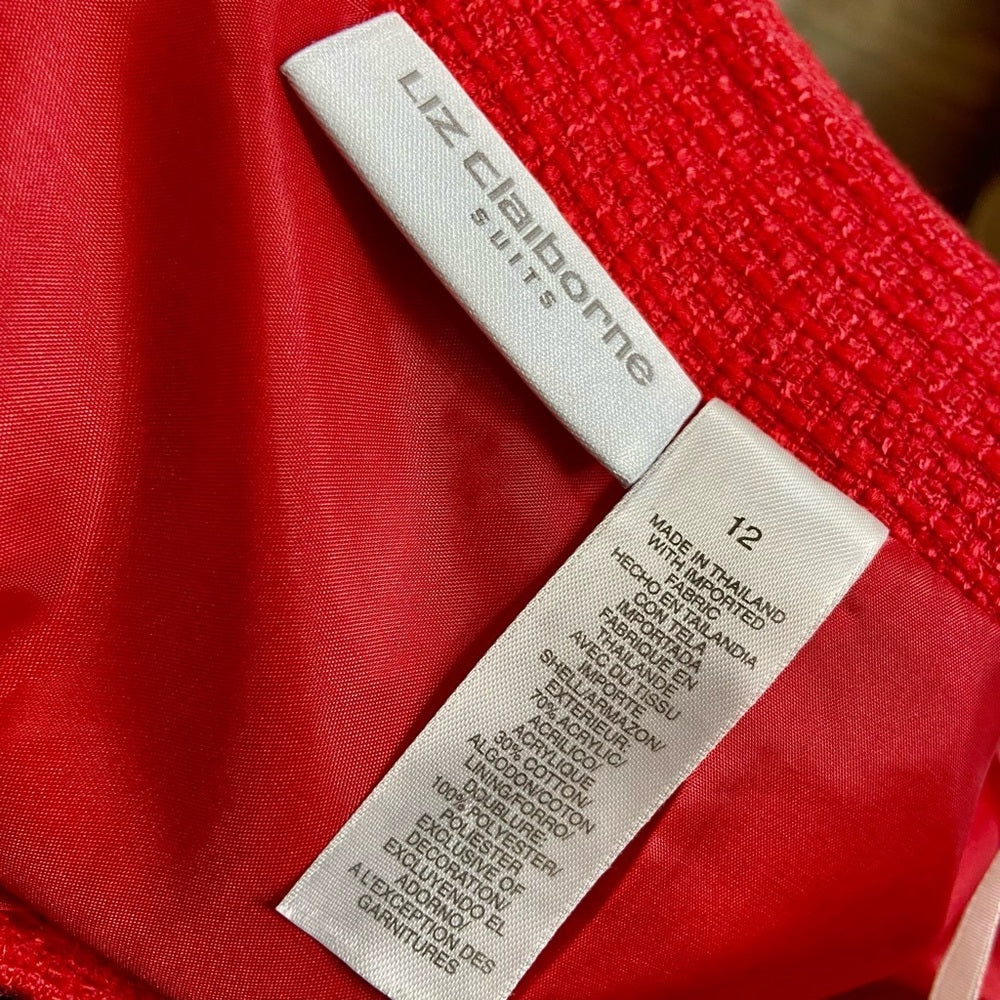 LIZ claiborne
SUITS
12
MADE IN THAILAND
WITH IMPORTED
FABRIC
HECHO EN TAILANDIA
CON TELA
IMPORTADA
FABRIQUE EN
THAILANDE
AVEC DU TISSU
IMPORTE
SHELL/ARMAZON/
EXTERIEUR,
70% ACRYLIC/
ACRILICO/
ACRYLIQUE
30% COTTON/
ALGODON/COTON
LINING/FORRO/
DOUBLURE,
100% POLYESTER/
POLIESTER
EXCLUSIVE OF
DECORATION/
EXCLUYENDO EL
ADORNO/
A L'EXCEPTION DES
GARNITURES